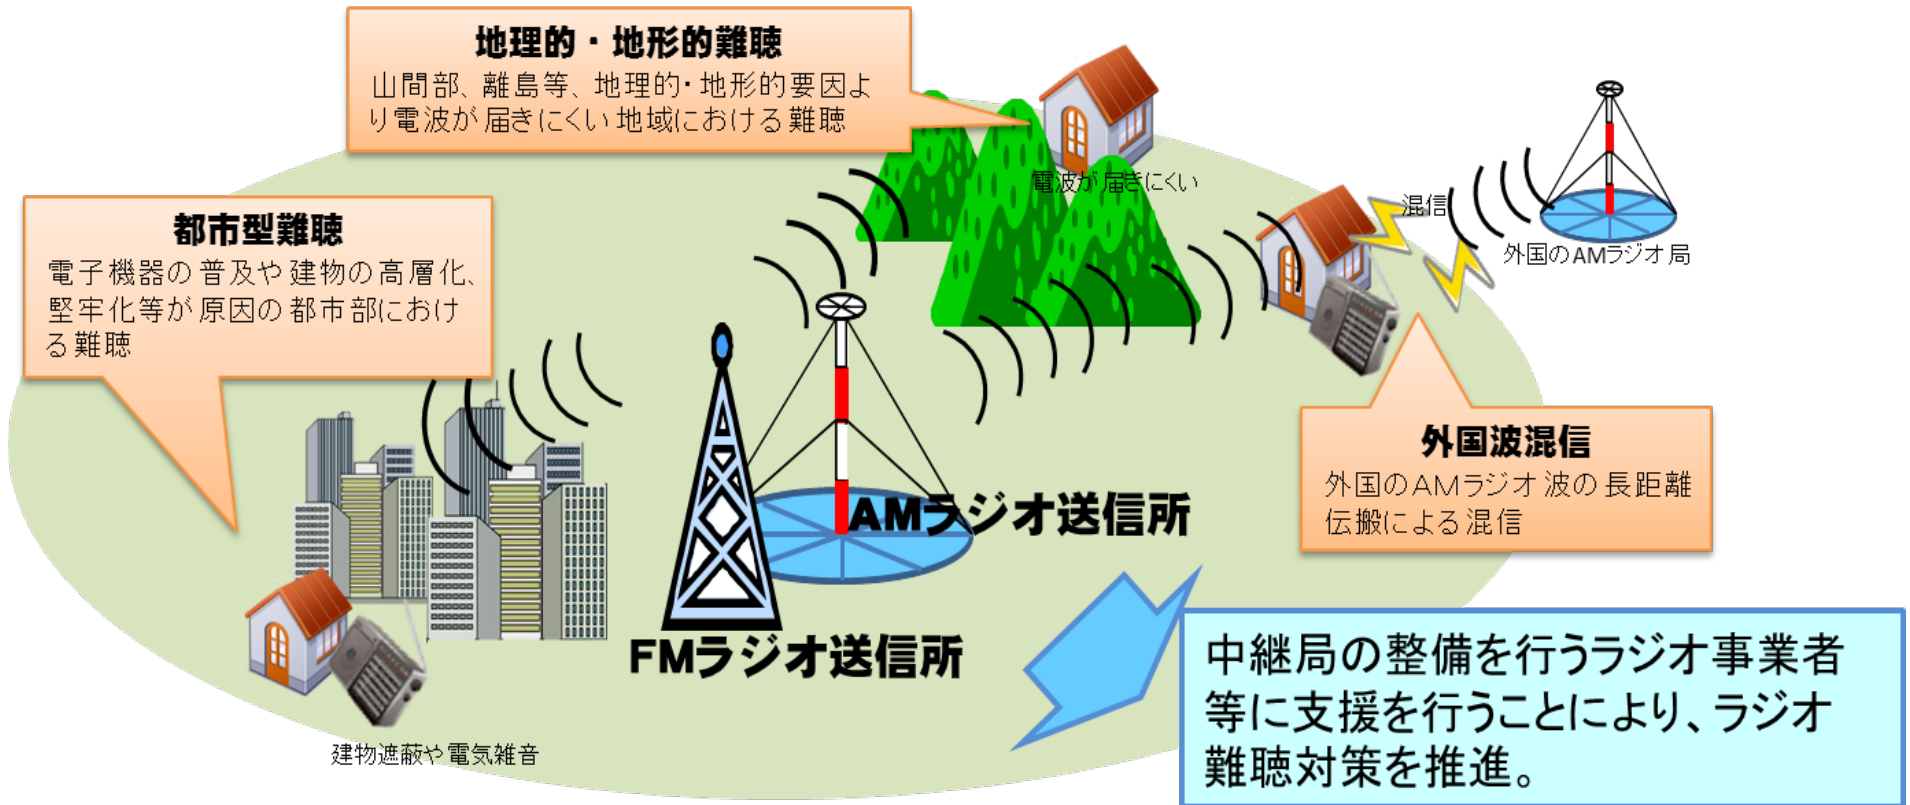 地理的・地形的難聴
山間部、離島等、地理的・地形的要因よ
り電波が届きにくい地域における難聴
電波が届きにくい
混信
外国のAMラジオ局
都市型難聴
電子機器の普及や建物の高層化、
堅牢化等が原因の都市部におけ
る難聴
外国波混信
外国のAMラジオ波の長距離
伝搬による混信
AMラジオ送信所
FMラジオ送信所
建物遮蔽や電気雑音
中継局の整備を行うラジオ事業者
等に支援を行うことにより、ラジオ
難聴対策を推進。